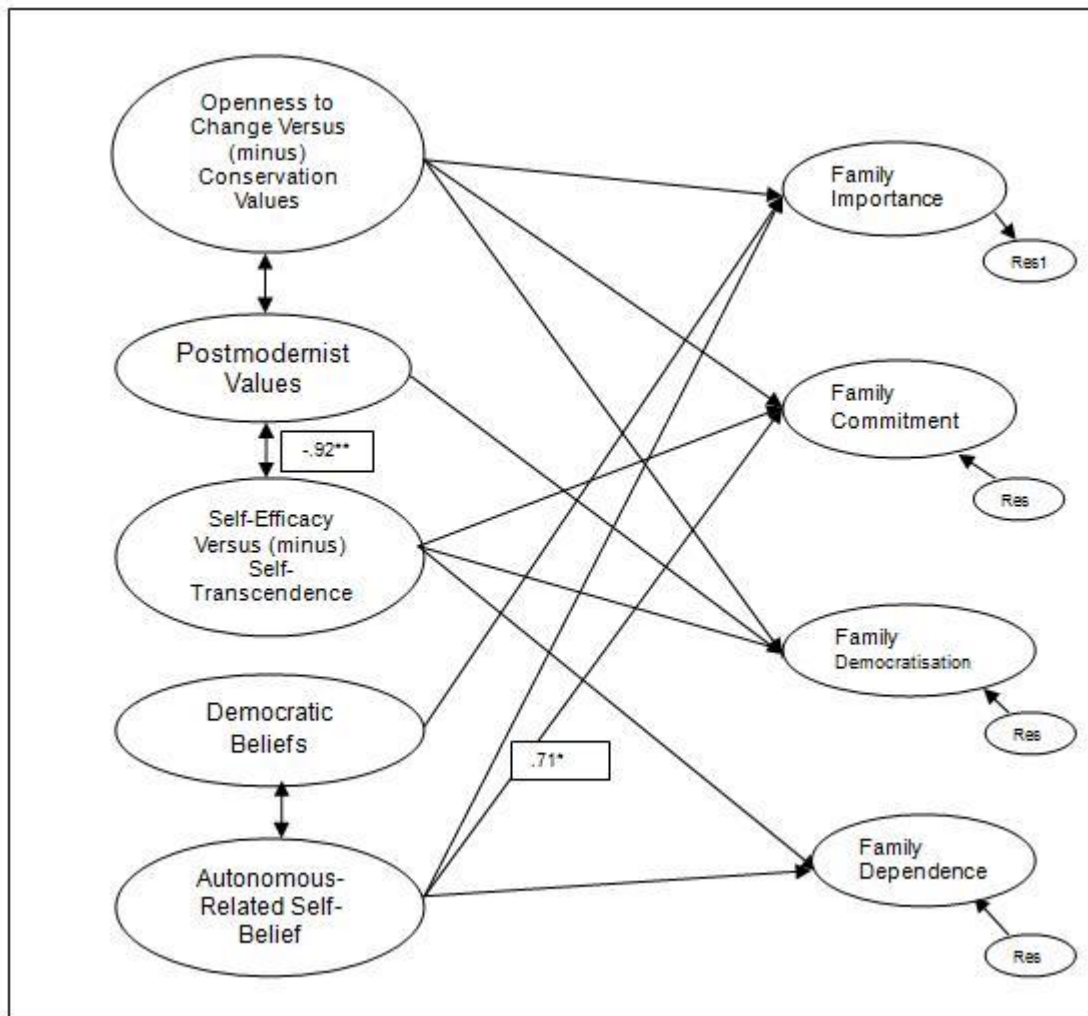 Openness to
Change Versus
(minus)
Conservation
Values
Postmodernist
Values
-.92**
Self-Efficacy
Versus (minus)
Self-
Transcendence
Democratic
Beliefs
Autonomous-
Related Self-
Belief
.71*
Family
Importance
Res1
Family
Commitment
Res
Family
Democratisation
Res
Family
Dependence
Res